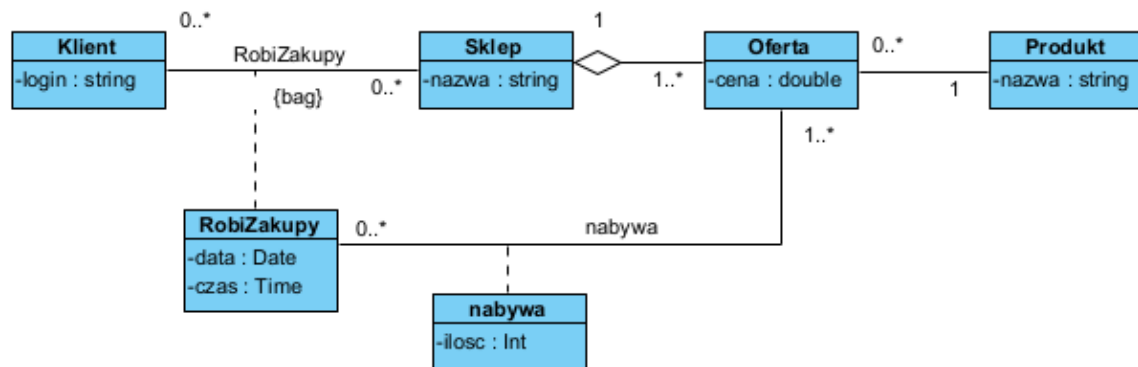 0..*
1
Klient
RobiZakupy
Sklep
Oferta
0..*
Produkt
-login : string
-nazwa : string
-cena : double
-nazwa : string
{bag}
0..*
1..*
1
1..*
RobiZakupy
0..*
nabywa
-data : Date
-czas : Time
nabywa
-ilosc : Int